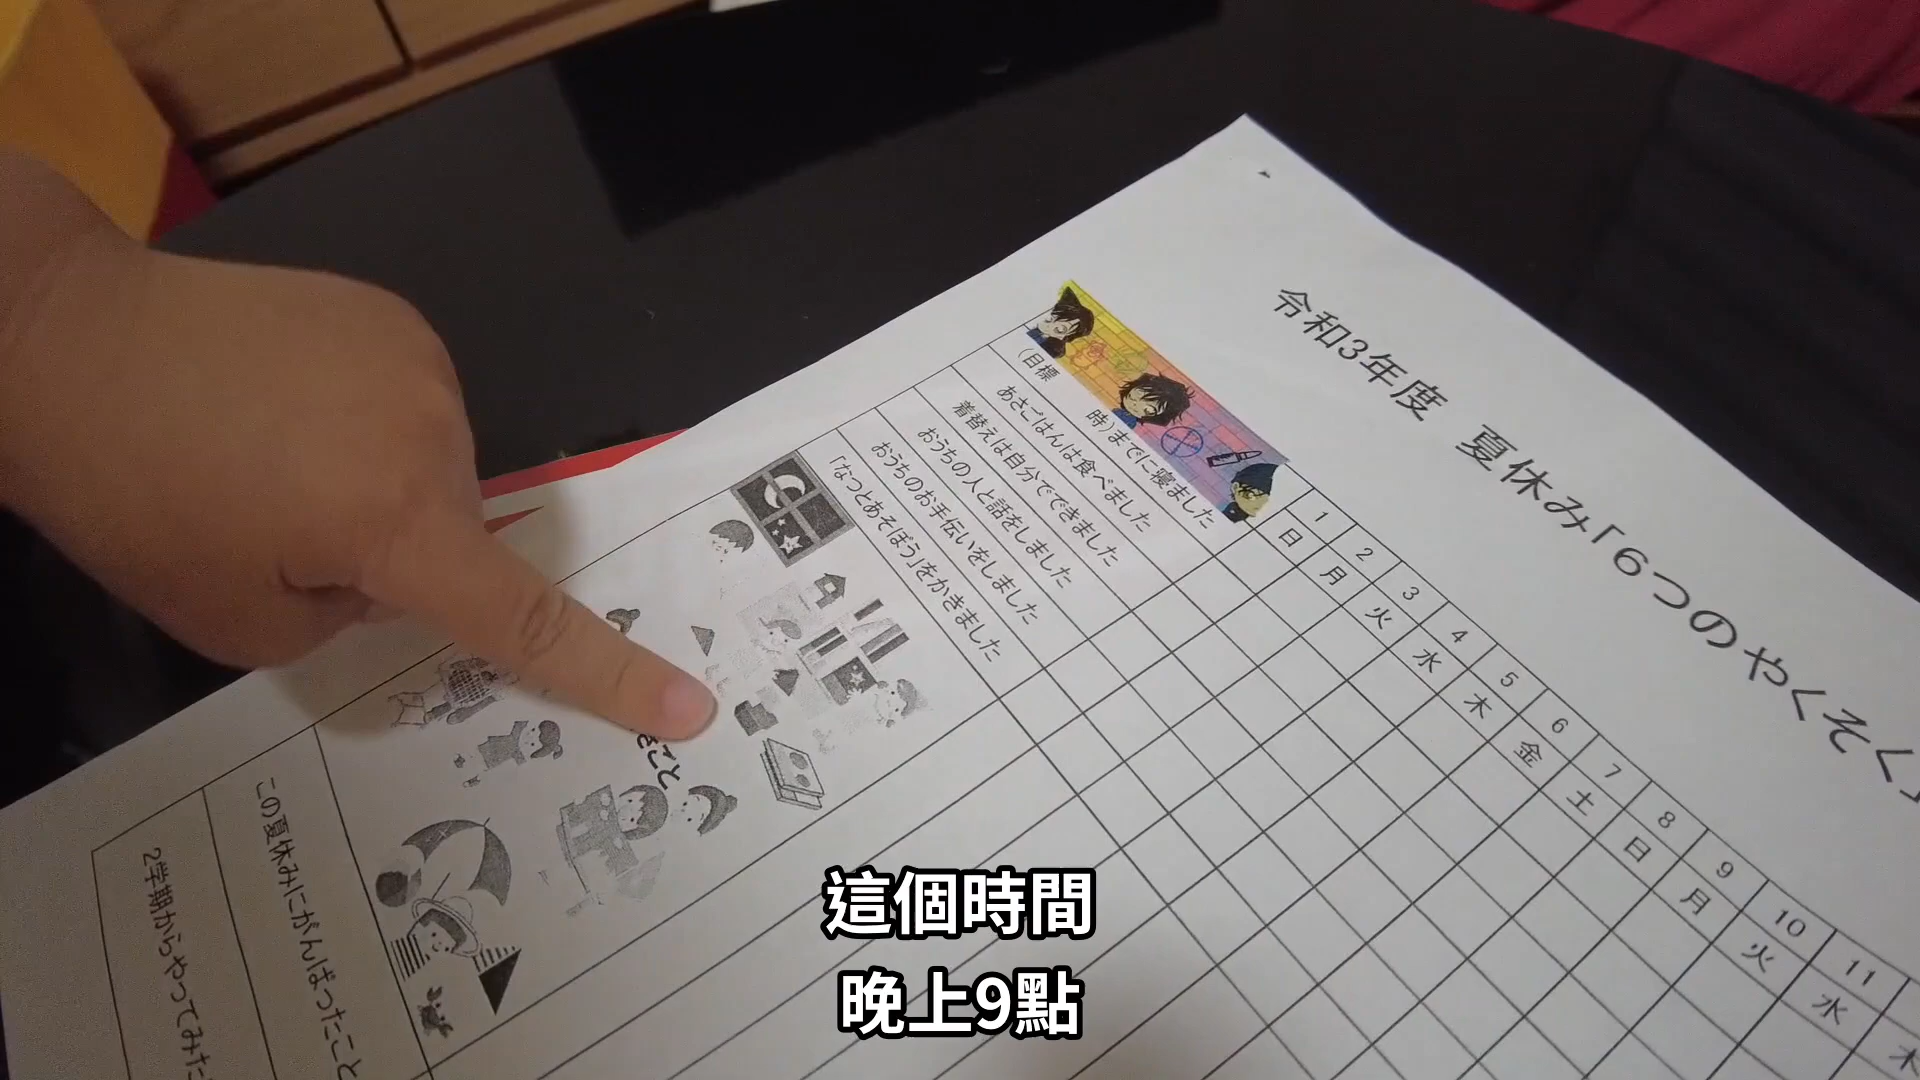 令和3年度 夏休み「6つのやくそく」
1 2 3 4 5 6 7 8 9 10 11
日 月 火 水 木 金 土 日 月 火 水 木
(目標 時)までに寝ました
あさごはんは食べました
着替えは自分でできました
おうちの人と話をしました
おうちのお手伝いをしました
「なつとあそぼう」をかきました
きこと
この夏休みにがんばったこと
2学期からやってみた
這個時間
晚上9點